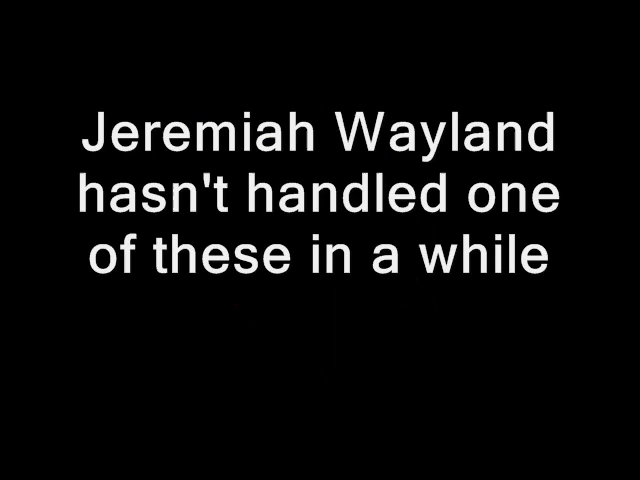 Jeremiah Wayland
hasn't handled one
of these in a while